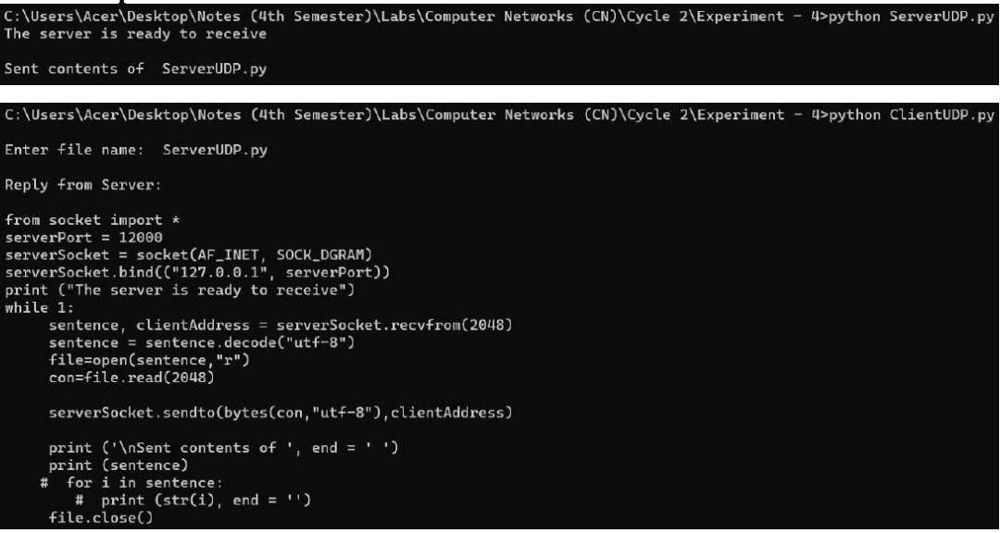 C:\Users\Acer\Desktop\Notes (4th Semester)\Labs\Computer Networks (CN)\Cycle 2\Experiment - 4>python ServerUDP.py
The server is ready to receive
Sent contents of  ServerUDP.py
C:\Users\Acer\Desktop\Notes (4th Semester)\Labs\Computer Networks (CN)\Cycle 2\Experiment - 4>python ClientUDP.py
Enter file name:  ServerUDP.py
Reply from Server:
from socket import *
serverPort = 12000
serverSocket = socket(AF_INET, SOCK_DGRAM)
serverSocket.bind(("127.0.0.1", serverPort))
print ("The server is ready to receive")
while 1:
     sentence, clientAddress = serverSocket.recvfrom(2048)
     sentence = sentence.decode("utf-8")
     file=open(sentence,"r")
     con=file.read(2048)
     serverSocket.sendto(bytes(con,"utf-8"),clientAddress)
     print ('\nSent contents of ', end = ' ')
     print (sentence)
    #  for i in sentence:
        #  print (str(i), end = '')
     file.close()